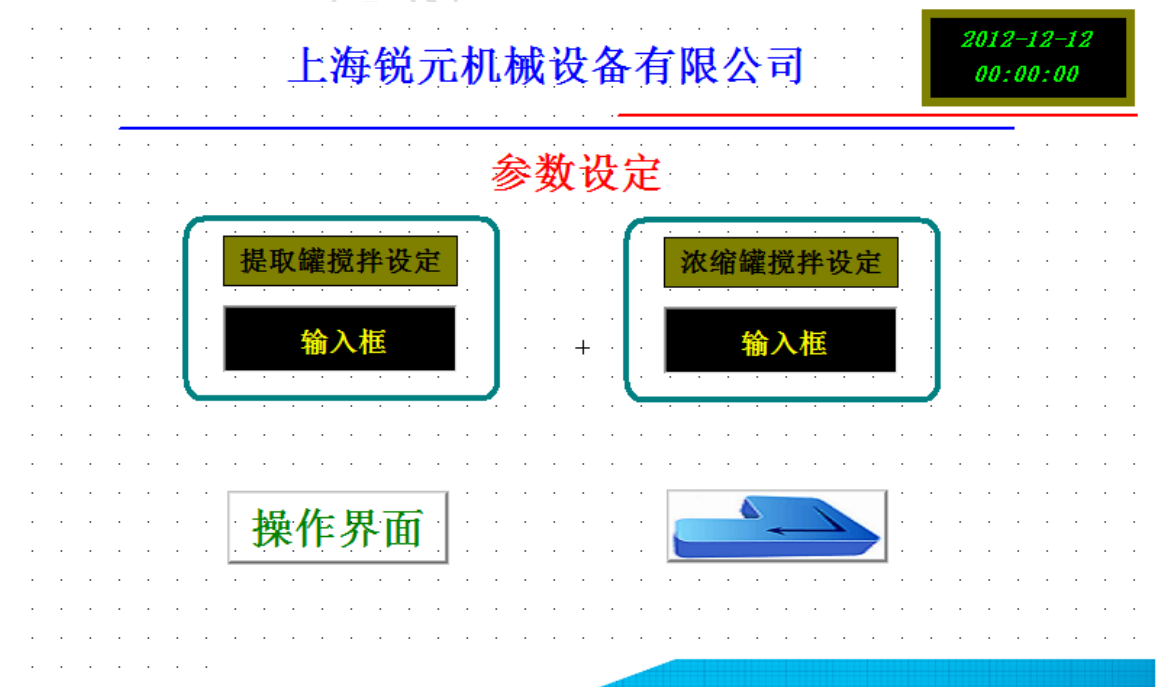 上海锐元机械设备有限公司
2012-12-12
00:00:00
参数设定
提取罐搅拌设定
浓缩罐搅拌设定
输入框
输入框
操作界面